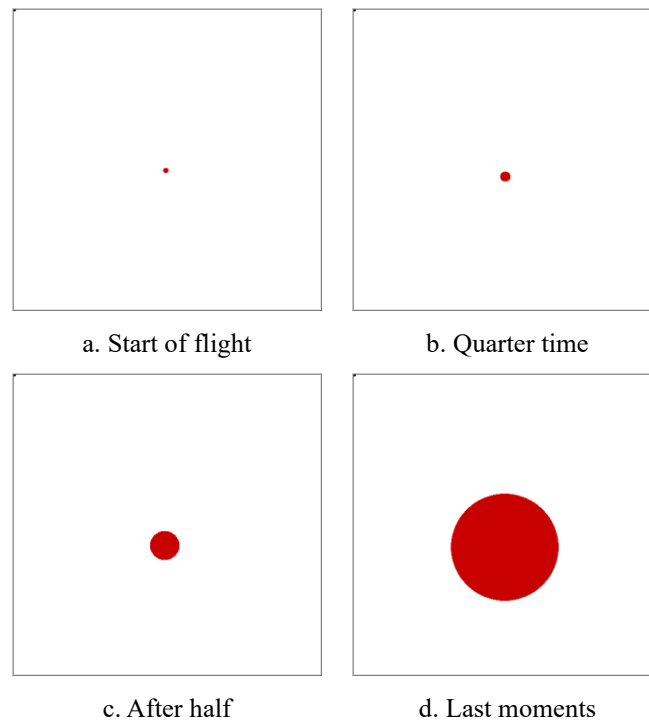 a. Start of flight
b. Quarter time
c. After half
d. Last moments